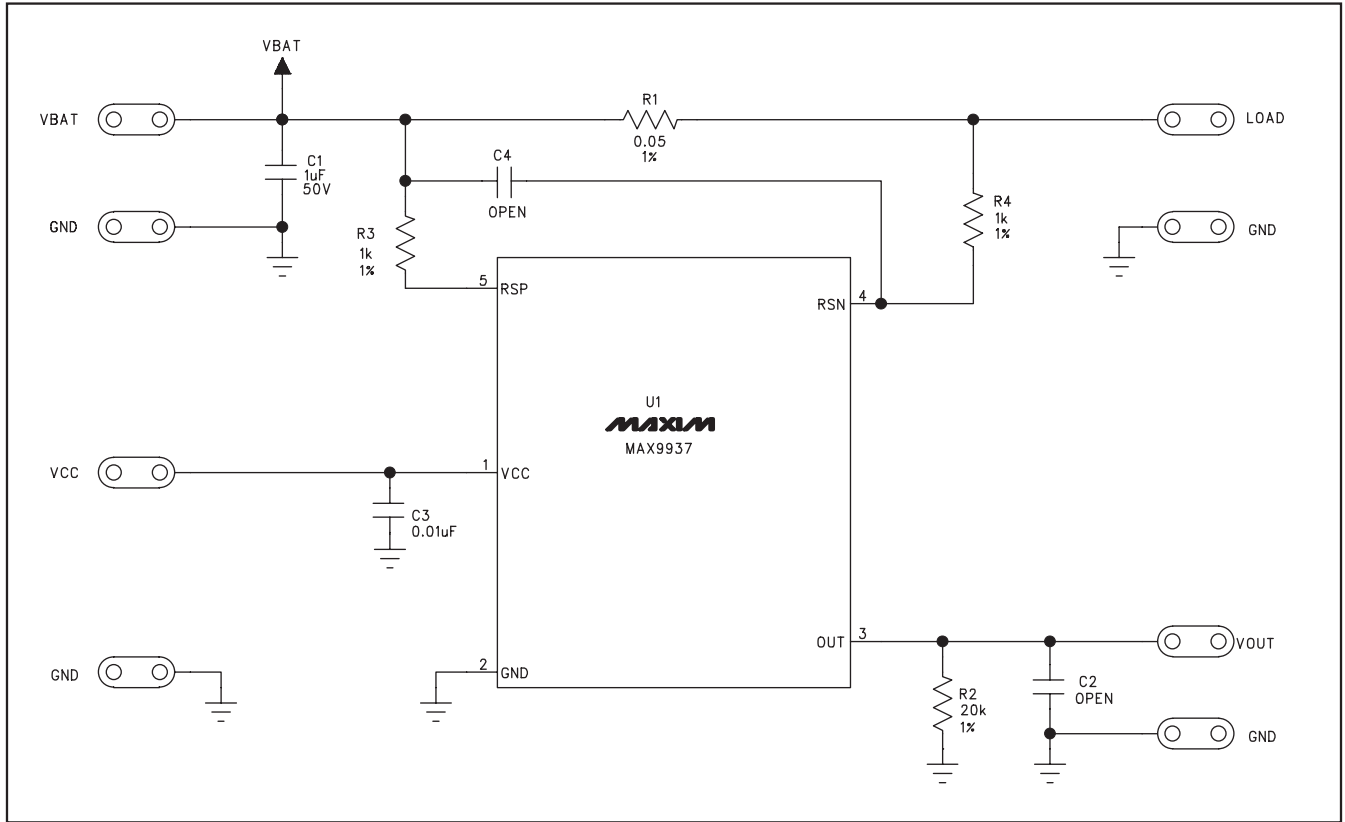 VBAT
VBAT
R1
0.05
1%
LOAD
C1
1uF
50V
C4
OPEN
R4
1k
1%
GND
R3
1k
1%
GND
5
RSP
RSN
4
U1
MAXIM
MAX9937
VCC
1
VCC
C3
0.01uF
OUT
3
VOUT
GND
2
GND
R2
20k
1%
C2
OPEN
GND